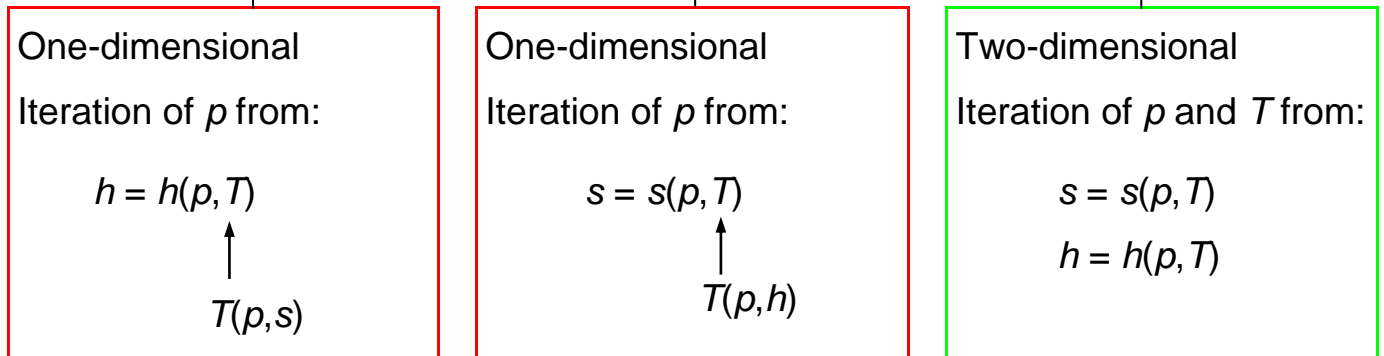 One-dimensional
Iteration of p from:
h = h(p,T)
T(p,s)
One-dimensional
Iteration of p from:
s = s(p,T)
T(p,h)
Two-dimensional
Iteration of p and T from:
s = s(p,T)
h = h(p,T)